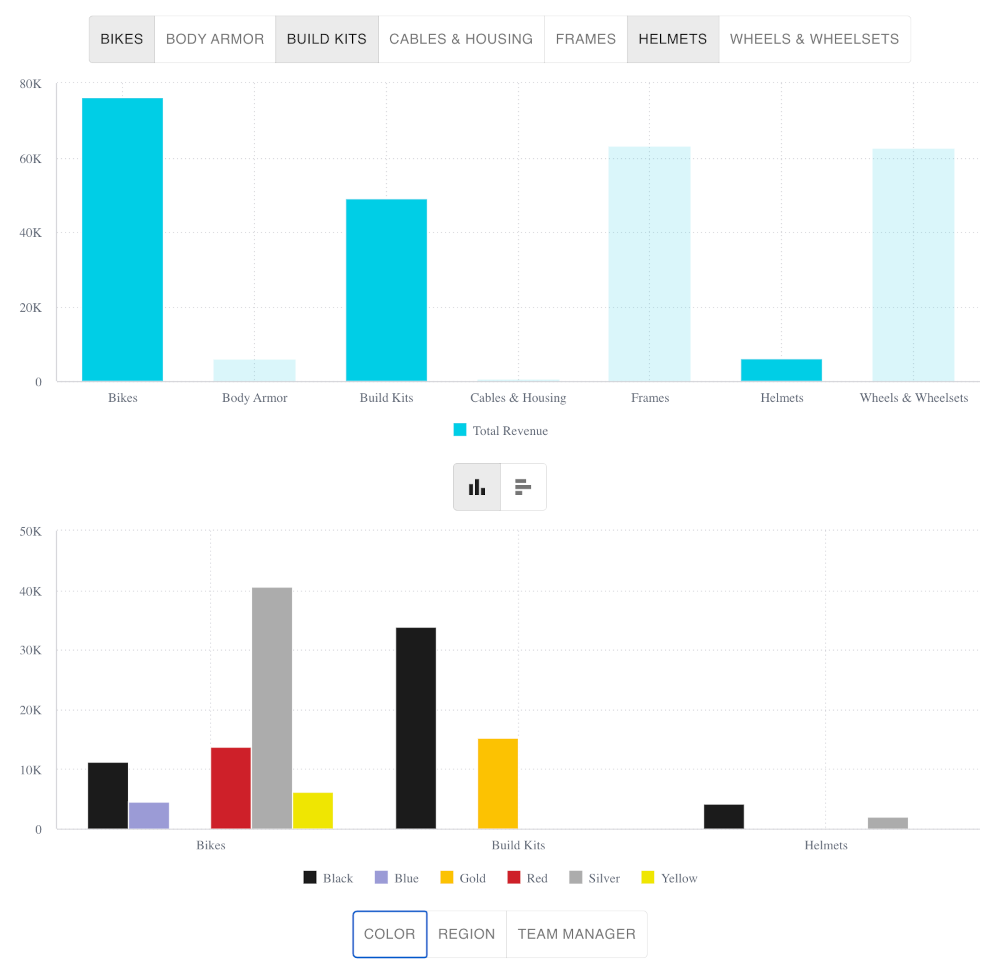 BIKES BODY ARMOR BUILD KITS CABLES & HOUSING FRAMES HELMETS WHEELS & WHEELSETS
80K
60K
40K
20K
0
Bikes Body Armor Build Kits Cables & Housing Frames Helmets Wheels & Wheelsets
Total Revenue
50K
40K
30K
20K
10K
0
Bikes Build Kits Helmets
Black Blue Gold Red Silver Yellow
COLOR REGION TEAM MANAGER